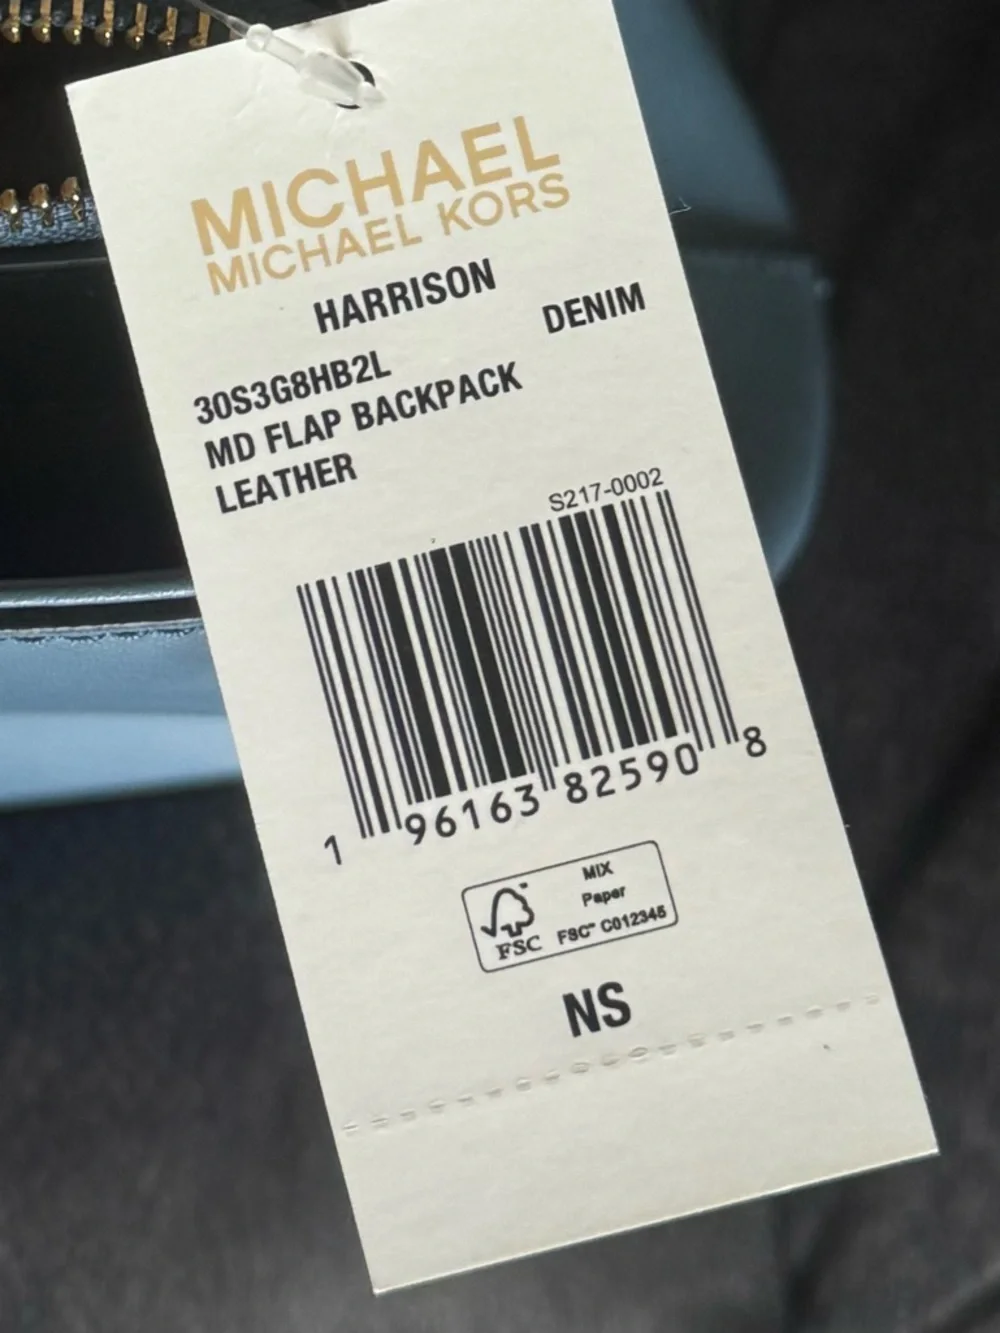 MICHAEL
MICHAEL KORS
HARRISON
DENIM
30S3G8HB2L
MD FLAP BACKPACK
LEATHER
S217-0002
1 96163 82590 8
MIX
Paper
FSC™ C012345
FSC
NS